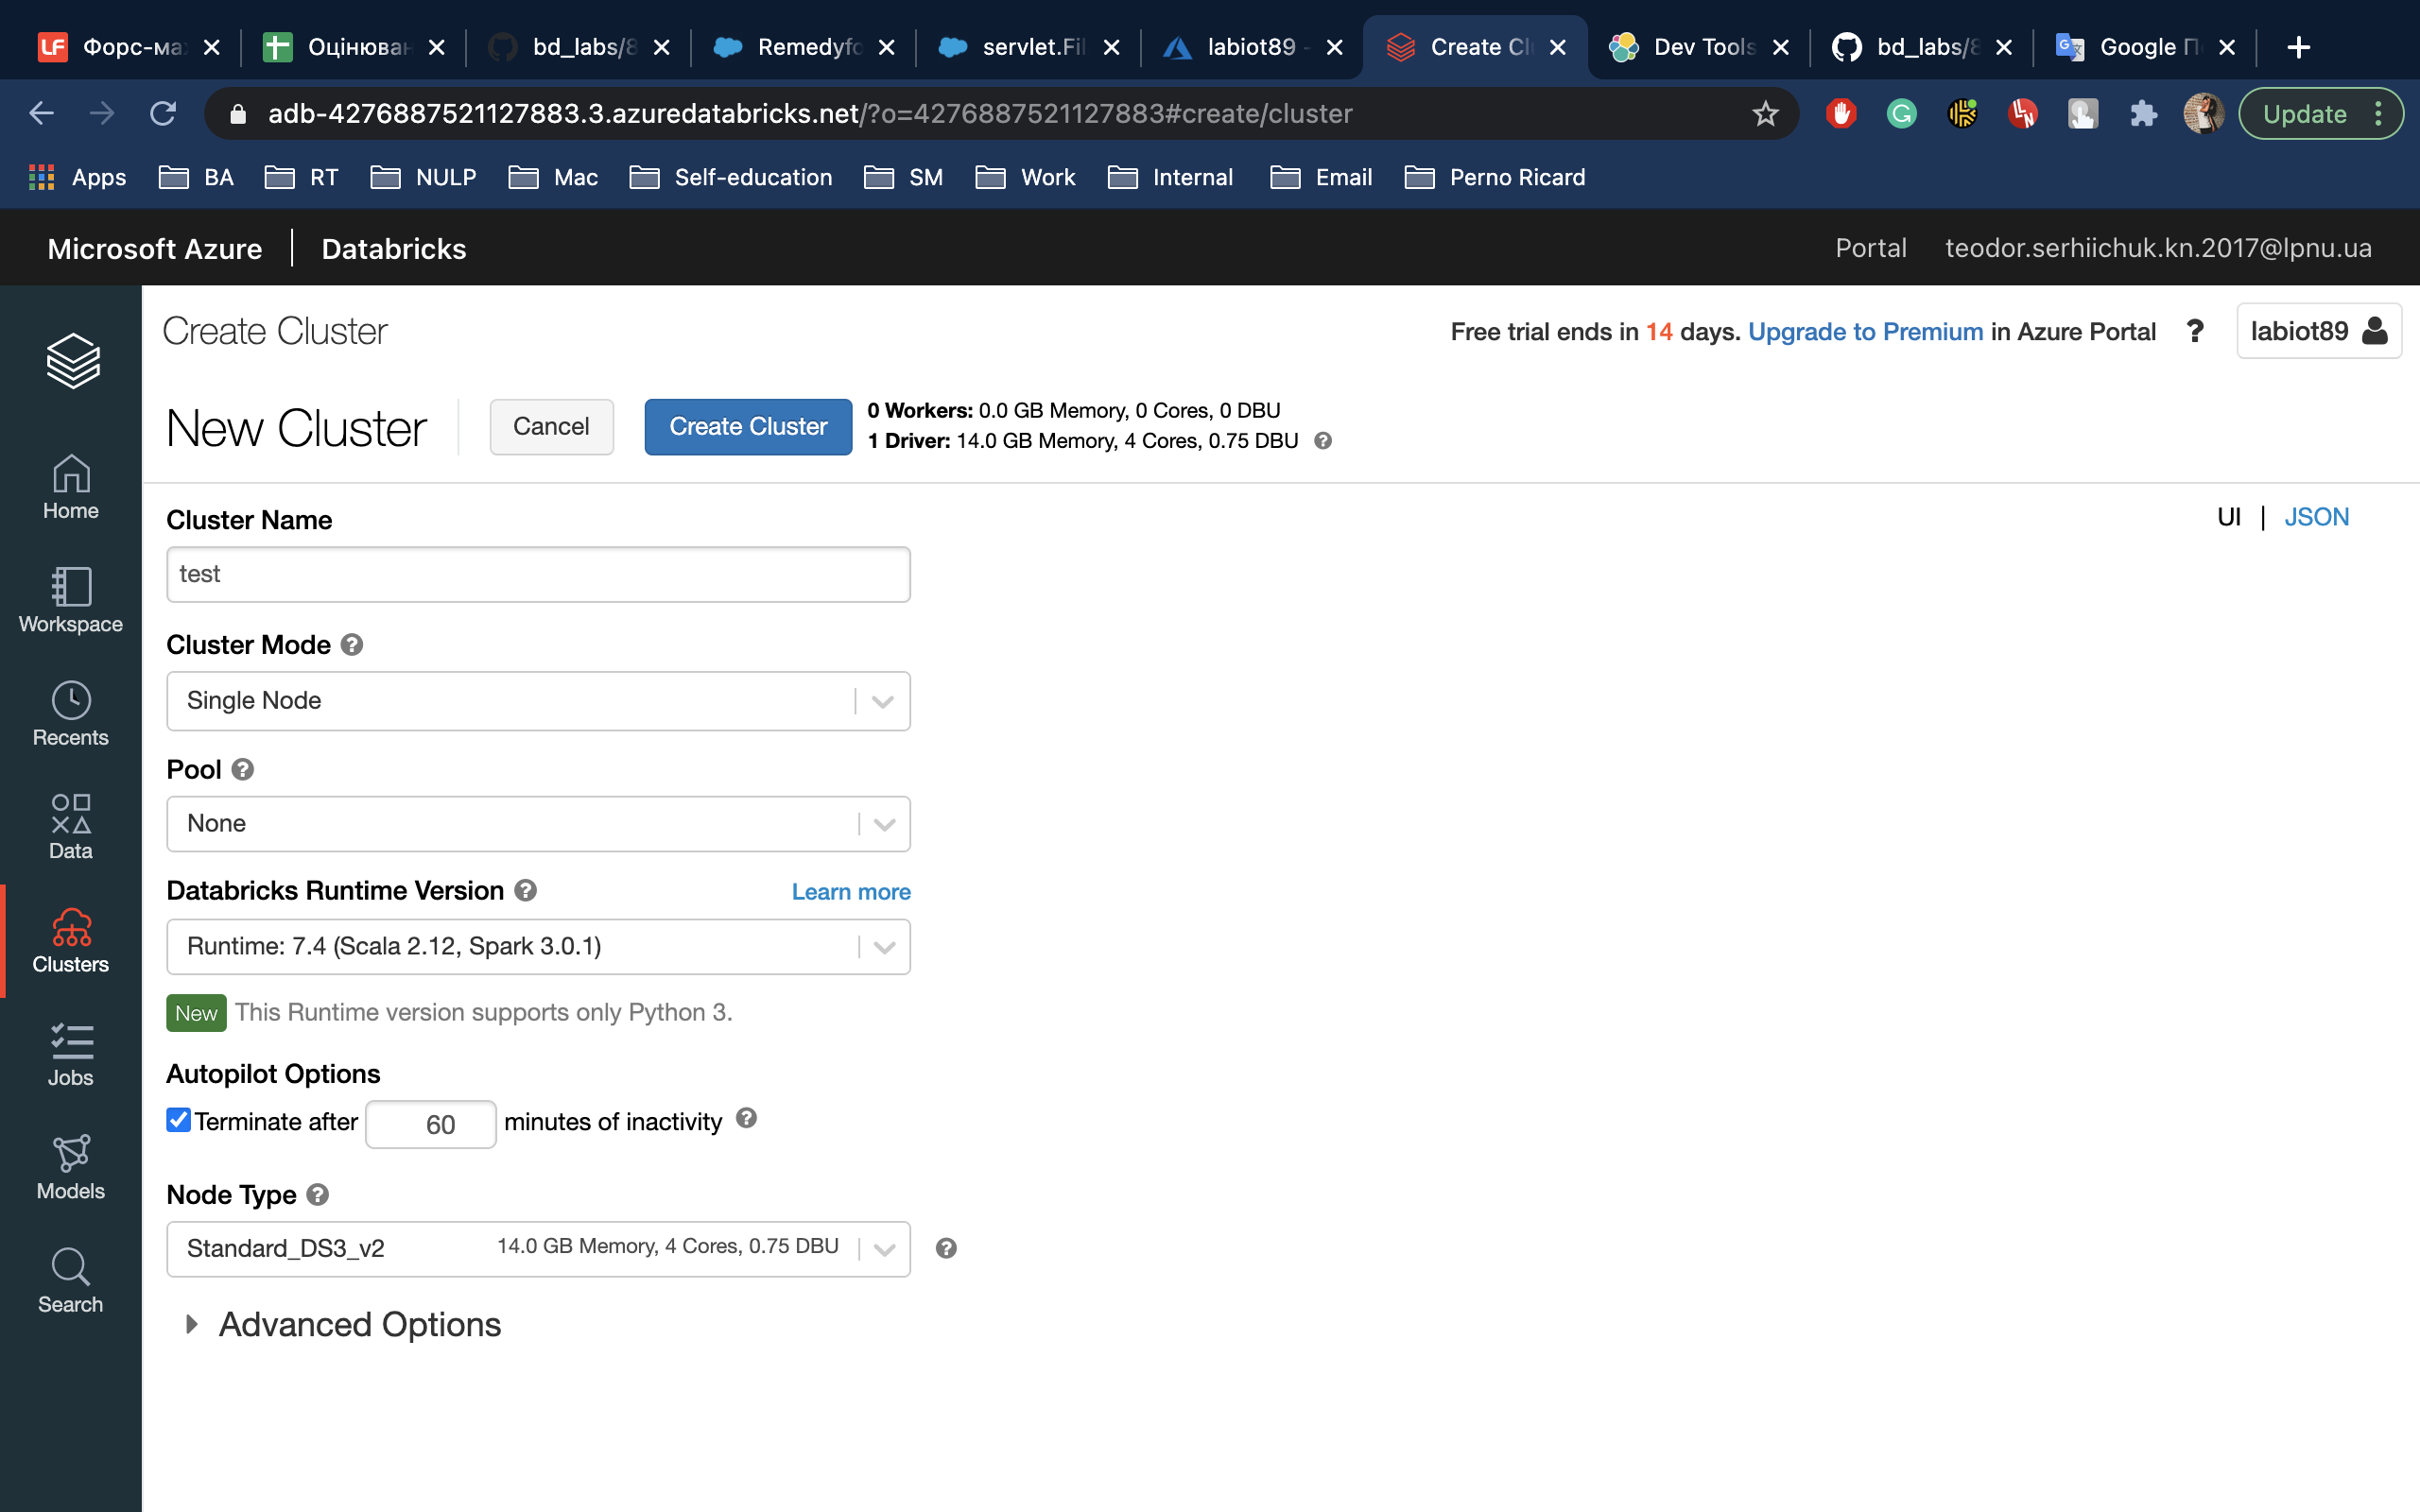 LF Форс-ма Оцінюван bd_labs/8 Remedyfo servlet.Fil labiot89 - Create Cl Dev Tools bd_labs/8 Google П
adb-4276887521127883.3.azuredatabricks.net/?o=4276887521127883#create/cluster Update
Apps BA RT NULP Mac Self-education SM Work Internal Email Perno Ricard
Microsoft Azure | Databricks Portal teodor.serhiichuk.kn.2017@lpnu.ua
Create Cluster Free trial ends in 14 days. Upgrade to Premium in Azure Portal ? labiot89
New Cluster Cancel Create Cluster 0 Workers: 0.0 GB Memory, 0 Cores, 0 DBU
1 Driver: 14.0 GB Memory, 4 Cores, 0.75 DBU ?
Cluster Name UI | JSON
test
Cluster Mode ?
Single Node
Pool ?
None
Databricks Runtime Version ? Learn more
Runtime: 7.4 (Scala 2.12, Spark 3.0.1)
New This Runtime version supports only Python 3.
Autopilot Options
Terminate after 60 minutes of inactivity ?
Node Type ?
Standard_DS3_v2 14.0 GB Memory, 4 Cores, 0.75 DBU ?
Advanced Options
Home
Workspace
Recents
Data
Clusters
Jobs
Models
Search